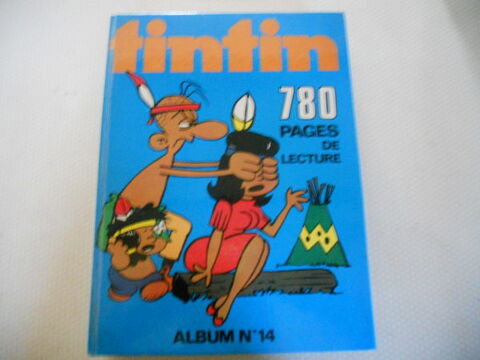 tintin
780
PAGES
DE
LECTURE
ALBUM N°14